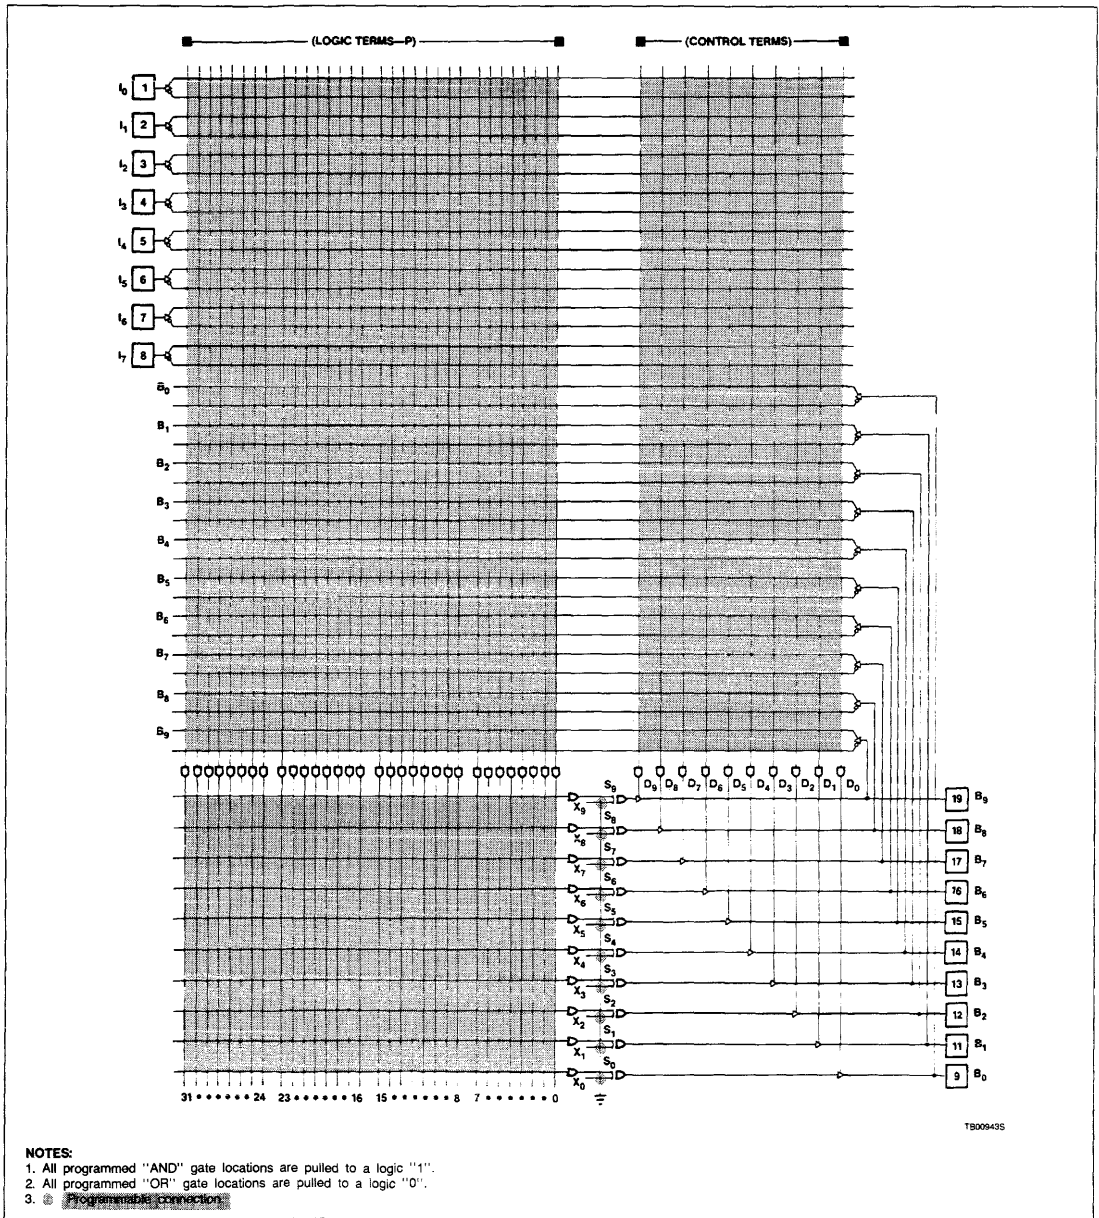 (LOGIC TERMS—P) (CONTROL TERMS)
I0 1
I1 2
I2 3
I3 4
I4 5
I5 6
I6 7
I7 8
B0
B1
B2
B3
B4
B5
B6
B7
B8
B9
S9 D9 D8 D7 D6 D5 D4 D3 D2 D1 D0
X9 19 B9
S8
X8 18 B8
S7
X7 17 B7
S6
X6 16 B6
S5
X5 15 B5
S4
X4 14 B4
S3
X3 13 B3
S2
X2 12 B2
S1
X1 11 B1
S0
X0 9 B0
31 24 23 16 15 8 7 0
TB00943S
NOTES:
1. All programmed "AND" gate locations are pulled to a logic "1".
2. All programmed "OR" gate locations are pulled to a logic "0".
3. Programmable connection.